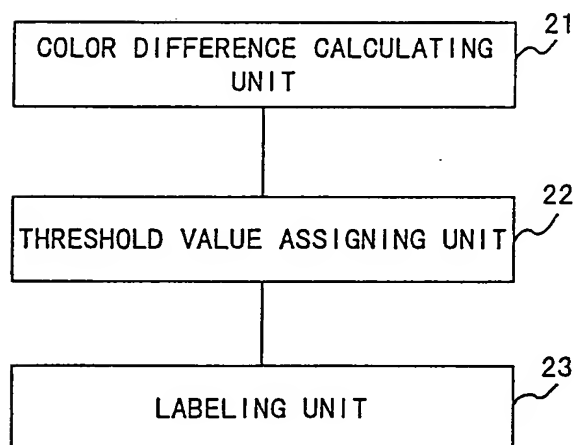 21
COLOR DIFFERENCE CALCULATING
UNIT
22
THRESHOLD VALUE ASSIGNING UNIT
23
LABELING UNIT